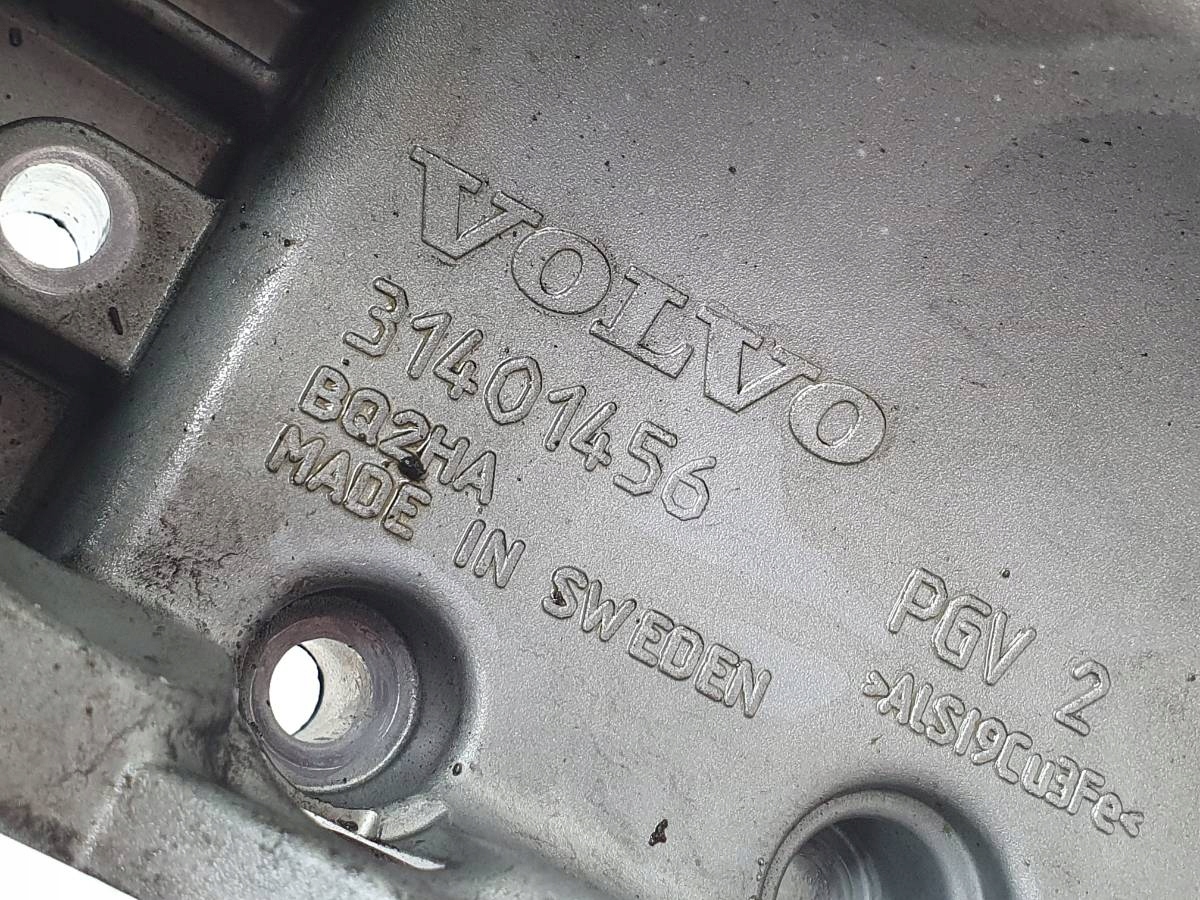 VOLVO
31401456
BQ2HA
MADE IN SWEDEN
PGV 2
>ALSI9Cu3Fe<